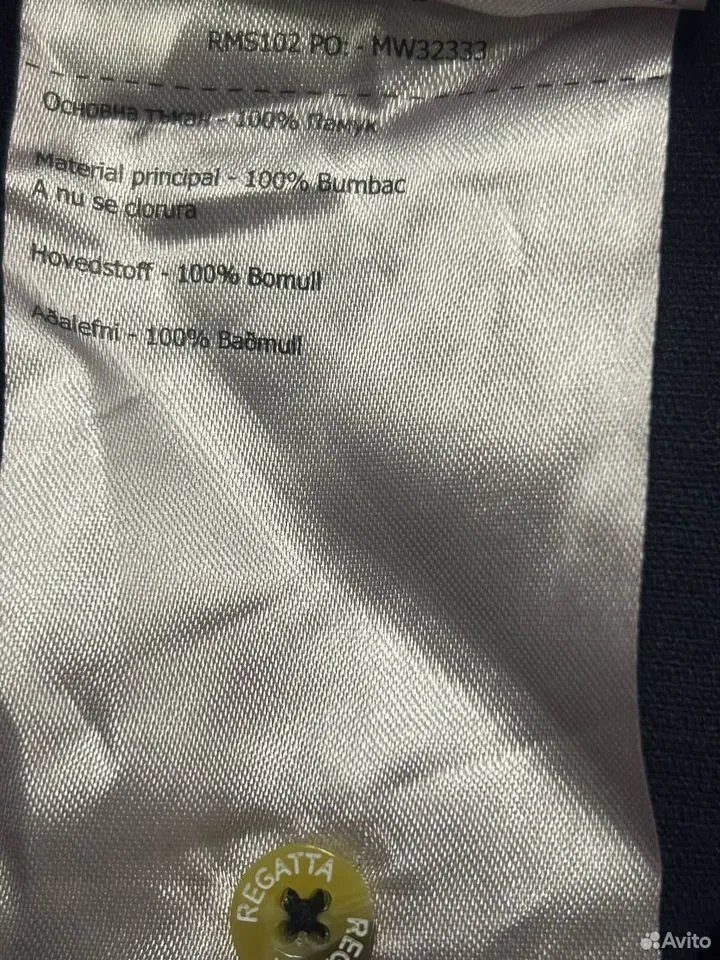 RMS102 PO: - MW32333
Основна тъкан - 100% Памук
Material principal - 100% Bumbac
A nu se clorura
Hovedstoff - 100% Bomull
Aðalefni - 100% Baðmull
REGATTA
REG
Avito